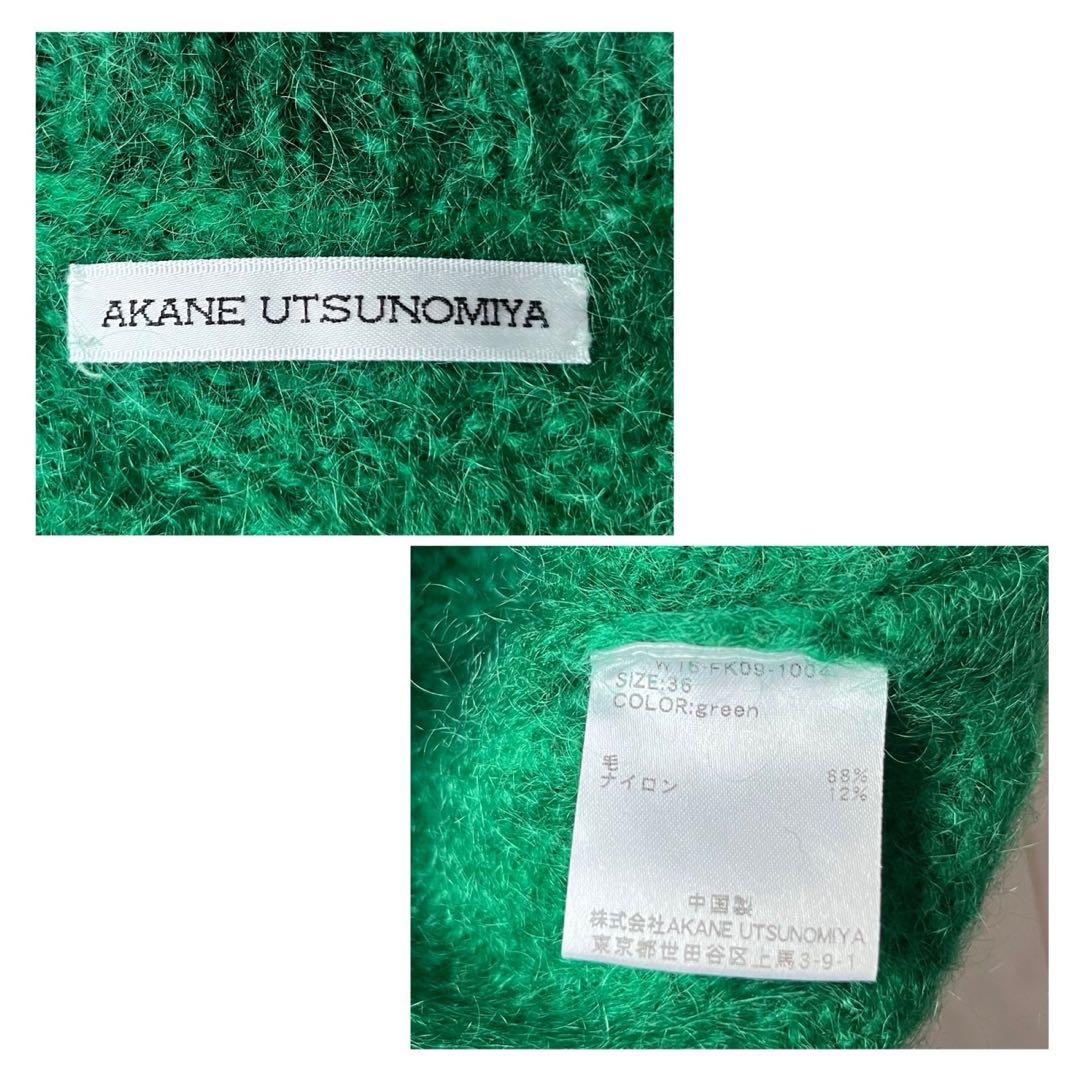 AKANE UTSUNOMIYA
SIZE:36
COLOR:green
毛 88%
ナイロン 12%
中国製
株式会社AKANE UTSUNOMIYA
東京都世田谷区上馬3-9-1